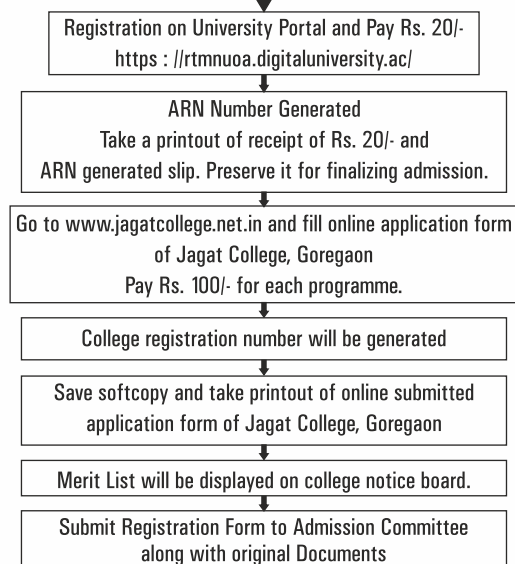 Registration on University Portal and Pay Rs. 20/-
https : //rtmnuoa.digitaluniversity.ac/
ARN Number Generated
Take a printout of receipt of Rs. 20/- and
ARN generated slip. Preserve it for finalizing admission.
Go to www.jagatcollege.net.in and fill online application form
of Jagat College, Goregaon
Pay Rs. 100/- for each programme.
College registration number will be generated
Save softcopy and take printout of online submitted
application form of Jagat College, Goregaon
Merit List will be displayed on college notice board.
Submit Registration Form to Admission Committee
along with original Documents